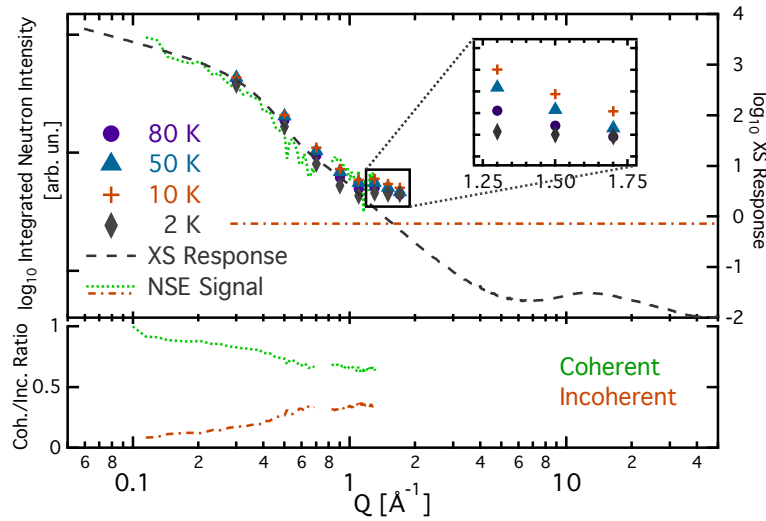 log₁₀ Integrated Neutron Intensity
[arb. un.]
80 K
50 K
10 K
2 K
XS Response
NSE Signal
1.25 1.50 1.75
4
3
2
1
0
-1
-2
log₁₀ XS Response
Coh./Inc. Ratio
1
0.5
0
Coherent
Incoherent
6 8 2 4 6 8 2 4 6 8 2 4
0.1 1 10
Q [Å⁻¹]